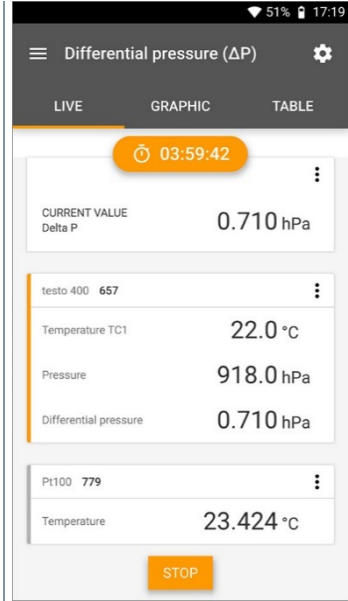 51% 17:19
Differential pressure (ΔP)
LIVE GRAPHIC TABLE
03:59:42
CURRENT VALUE
Delta P 0.710 hPa
testo 400 657
Temperature TC1 22.0 °C
Pressure 918.0 hPa
Differential pressure 0.710 hPa
Pt100 779
Temperature 23.424 °C
STOP